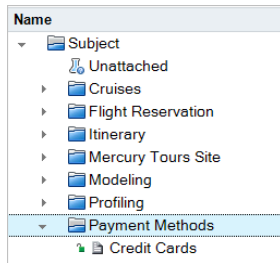 Name
Subject
Unattached
Cruises
Flight Reservation
Itinerary
Mercury Tours Site
Modeling
Profiling
Payment Methods
Credit Cards